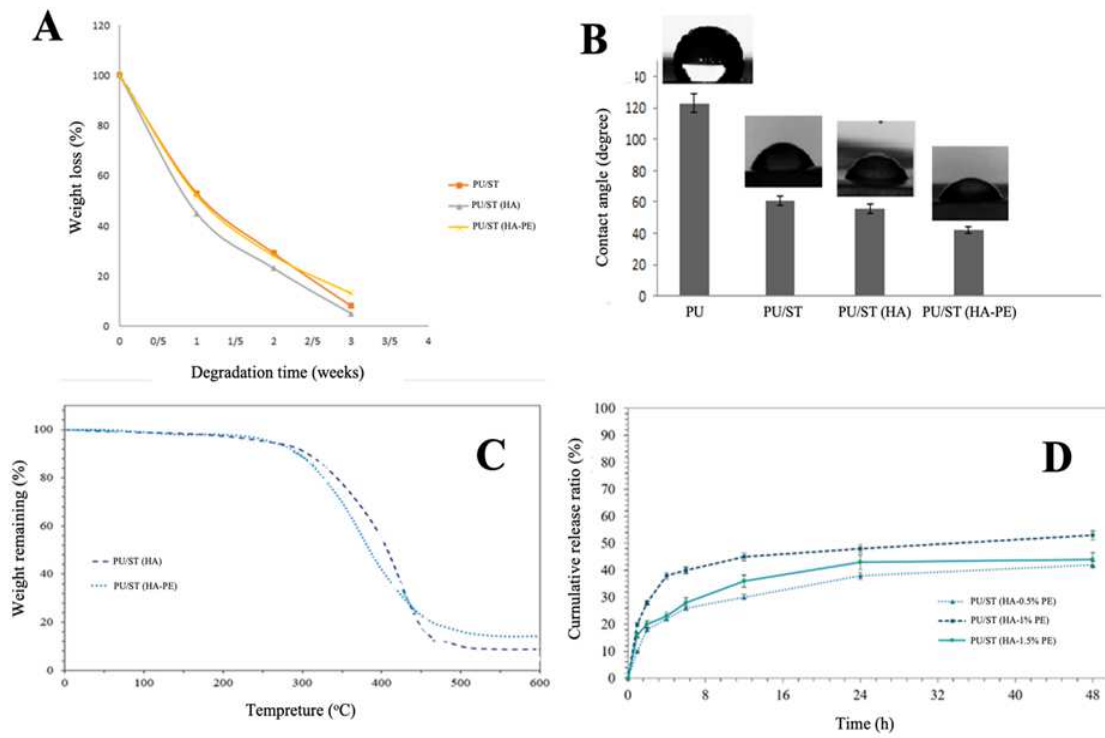 A
Weight loss (%)
120
100
80
60
40
20
0
0 0/5 1 1/5 2 2/5 3 3/5 4
Degradation time (weeks)
PU/ST
PU/ST (HA)
PU/ST (HA-PE)
B
Contact angle (degree)
120
100
80
60
40
20
0
PU PU/ST PU/ST (HA) PU/ST (HA-PE)
C
Weight remaining (%)
100
80
60
40
20
0
0 100 200 300 400 500 600
Tempreture (°C)
PU/ST (HA)
PU/ST (HA-PE)
D
Curnulative release ratio (%)
100
90
80
70
60
50
40
30
20
10
0
0 8 16 24 32 40 48
Time (h)
PU/ST (HA-0.5% PE)
PU/ST (HA-1% PE)
PU/ST (HA-1.5% PE)